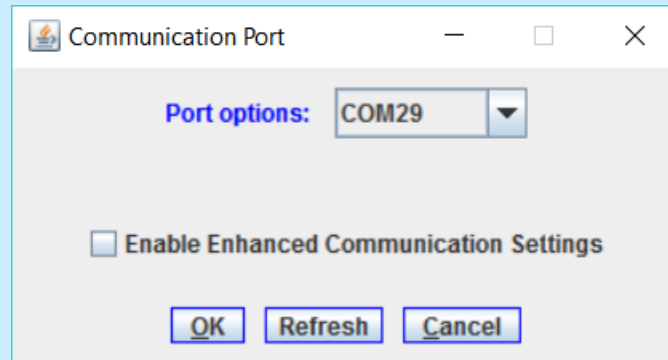 Communication Port
Port options: COM29
Enable Enhanced Communication Settings
OK Refresh Cancel